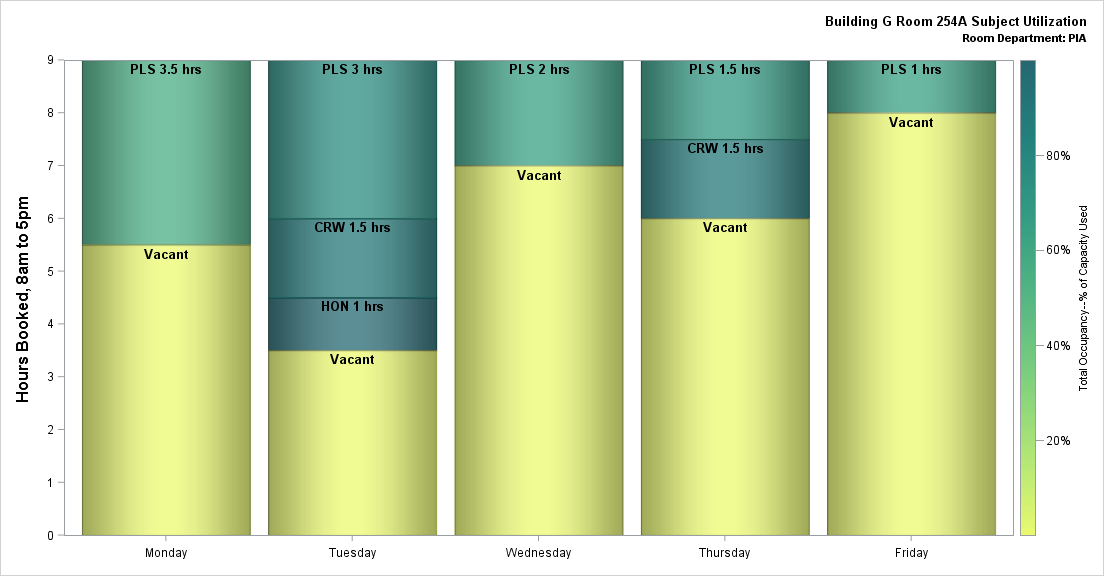 Building G Room 254A Subject Utilization
Room Department: PIA
Hours Booked, 8am to 5pm
9
8
7
6
5
4
3
2
1
0
PLS 3.5 hrs
Vacant
PLS 3 hrs
CRW 1.5 hrs
HON 1 hrs
Vacant
PLS 2 hrs
Vacant
PLS 1.5 hrs
CRW 1.5 hrs
Vacant
PLS 1 hrs
Vacant
Monday
Tuesday
Wednesday
Thursday
Friday
80%
60%
40%
20%
Total Occupancy--% of Capacity Used